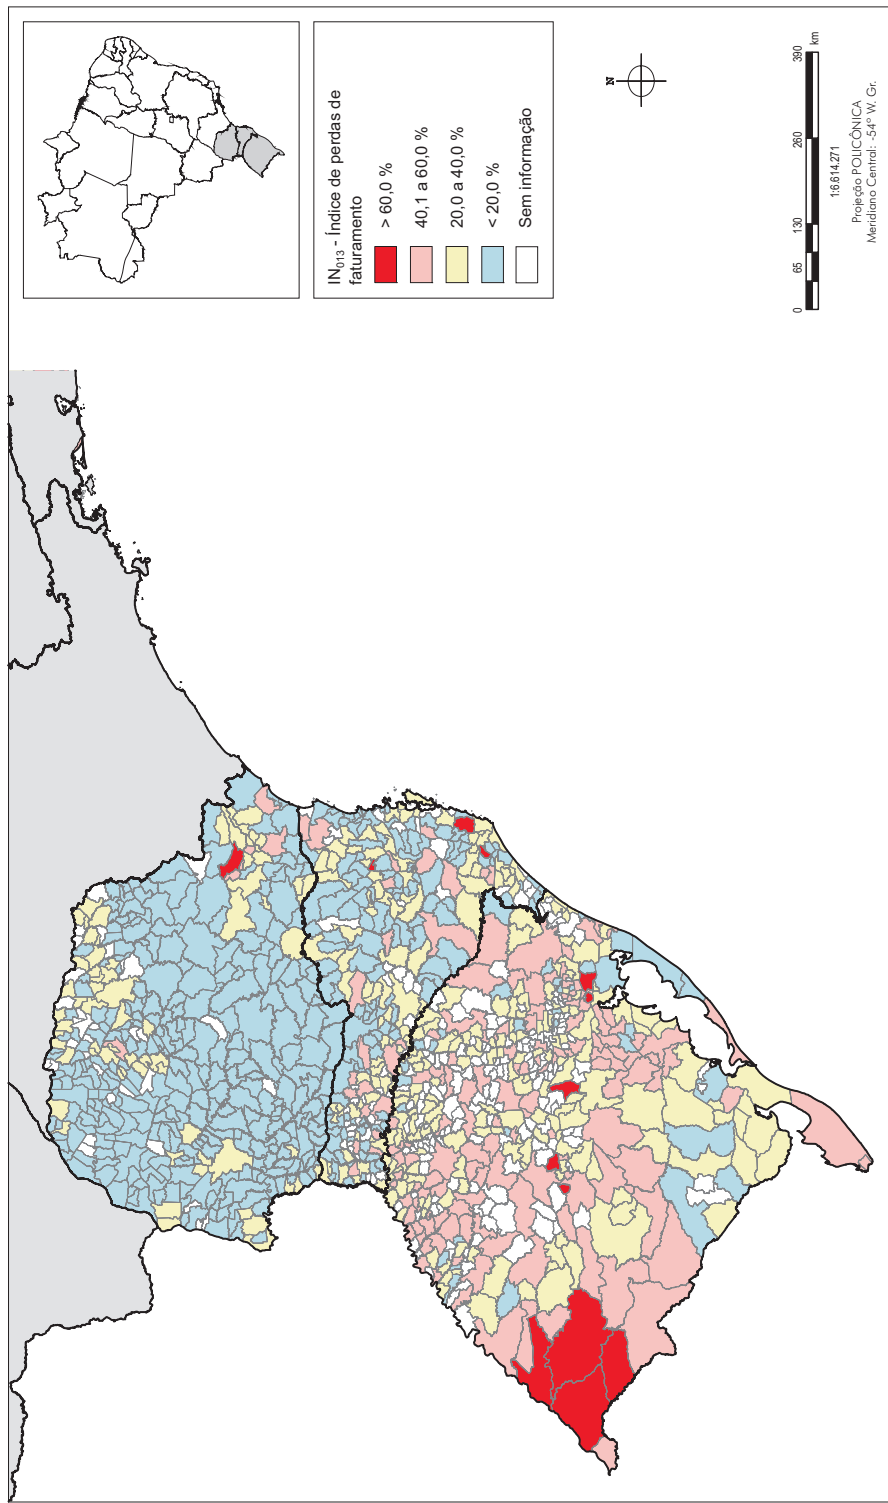 IN013 - Índice de perdas de
faturamento
> 60,0 %
40,1 a 60,0 %
20,0 a 40,0 %
< 20,0 %
Sem informação
N
0 65 130 260 390
km
1:6.614.271
Projeção POLICÔNICA
Meridiano Central: -54° W. Gr.